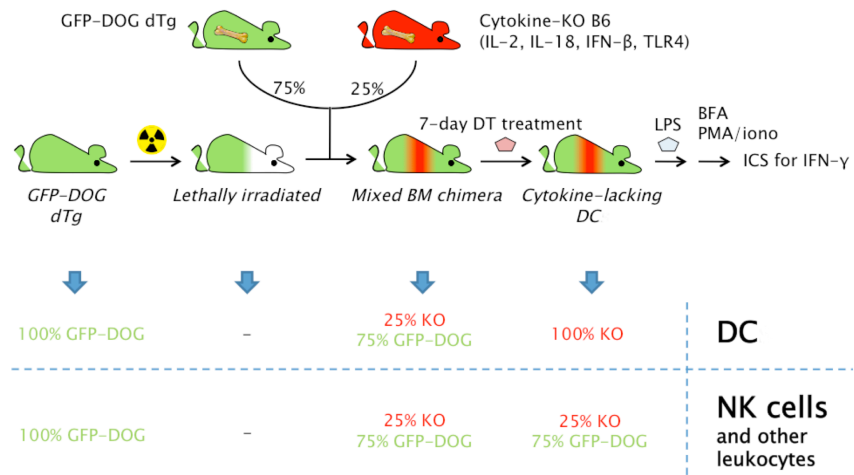 GFP-DOG dTg
Cytokine-KO B6
(IL-2, IL-18, IFN-β, TLR4)
75%
25%
7-day DT treatment
LPS
BFA
PMA/iono
ICS for IFN-γ
GFP-DOG
dTg
Lethally irradiated
Mixed BM chimera
Cytokine-lacking
DC
100% GFP-DOG
–
25% KO
75% GFP-DOG
100% KO
DC
100% GFP-DOG
–
25% KO
75% GFP-DOG
25% KO
75% GFP-DOG
NK cells
and other
leukocytes